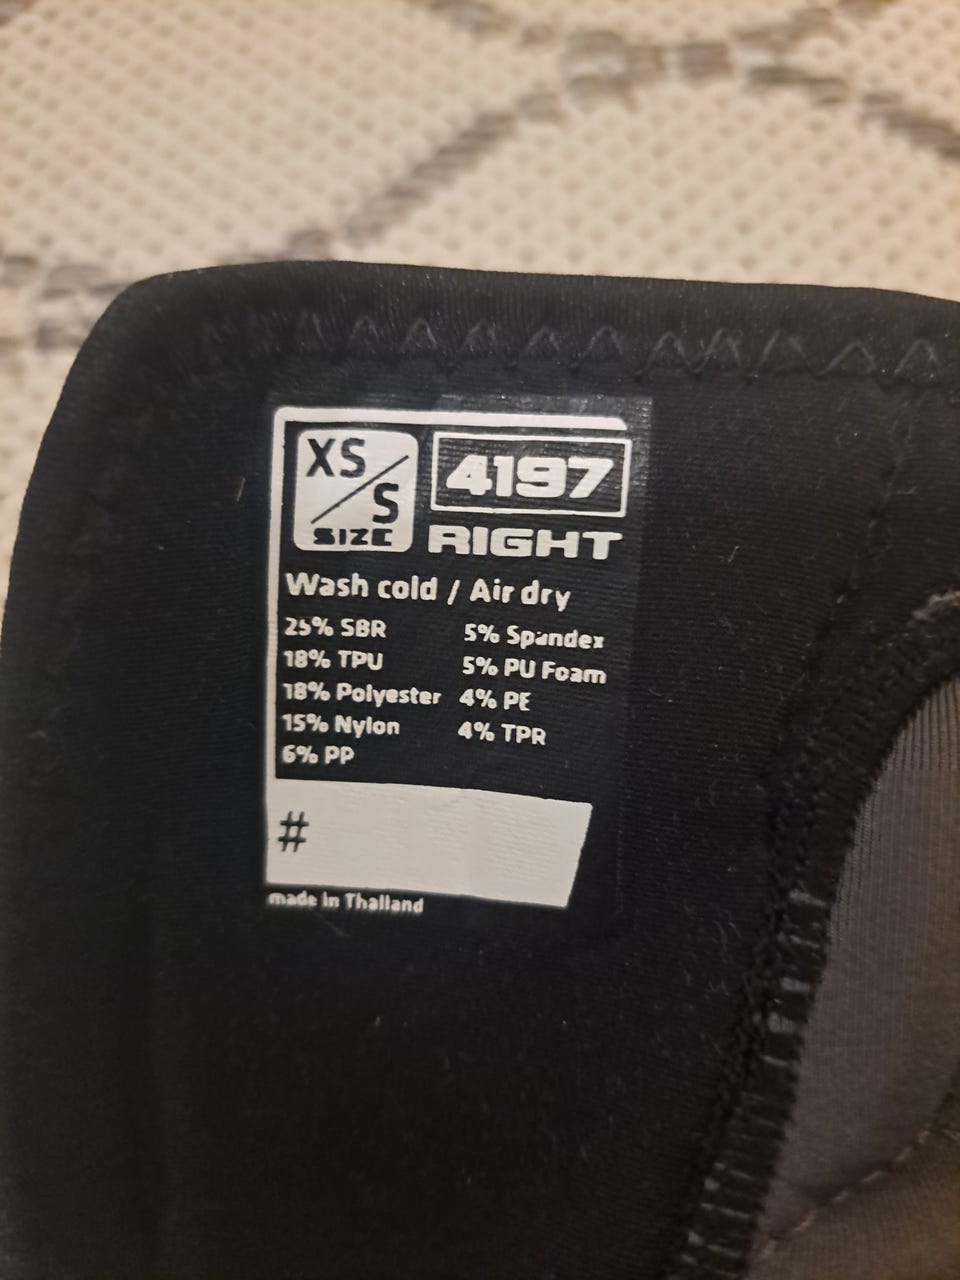 XS/S
SIZE
4197
RIGHT
Wash cold / Air dry
25% SBR
18% TPU
18% Polyester
15% Nylon
6% PP
5% Spandex
5% PU Foam
4% PE
4% TPR
#
made in Thailand